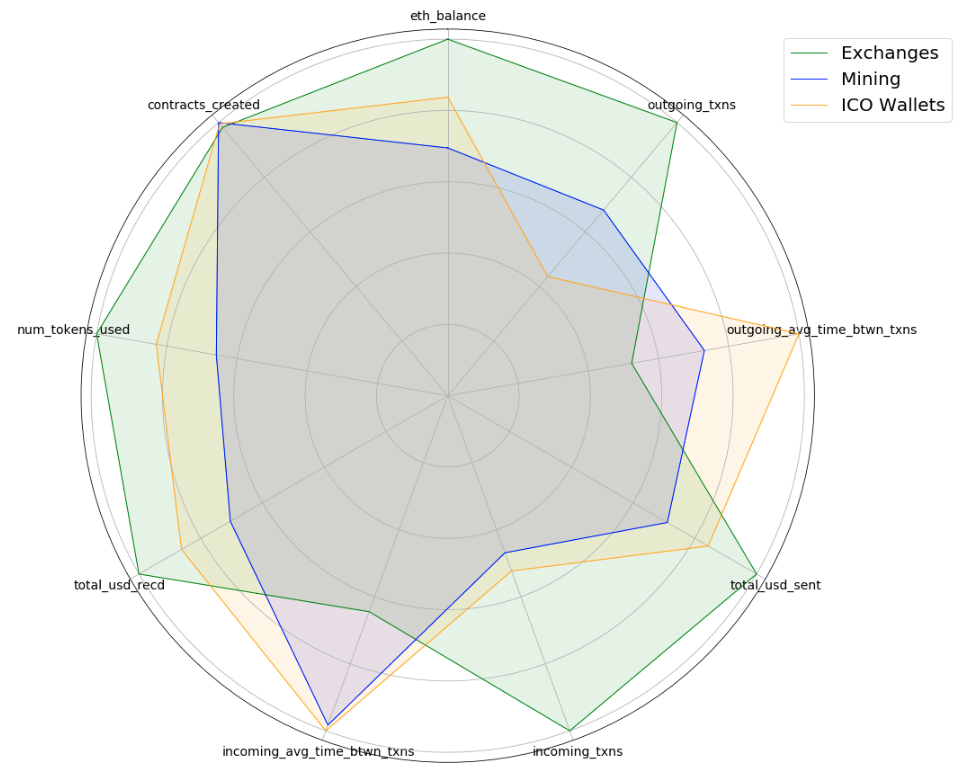 eth_balance
Exchanges
Mining
ICO Wallets
contracts_created
outgoing_txns
num_tokens_used
outgoing_avg_time_btwn_txns
total_usd_recd
total_usd_sent
incoming_avg_time_btwn_txns
incoming_txns